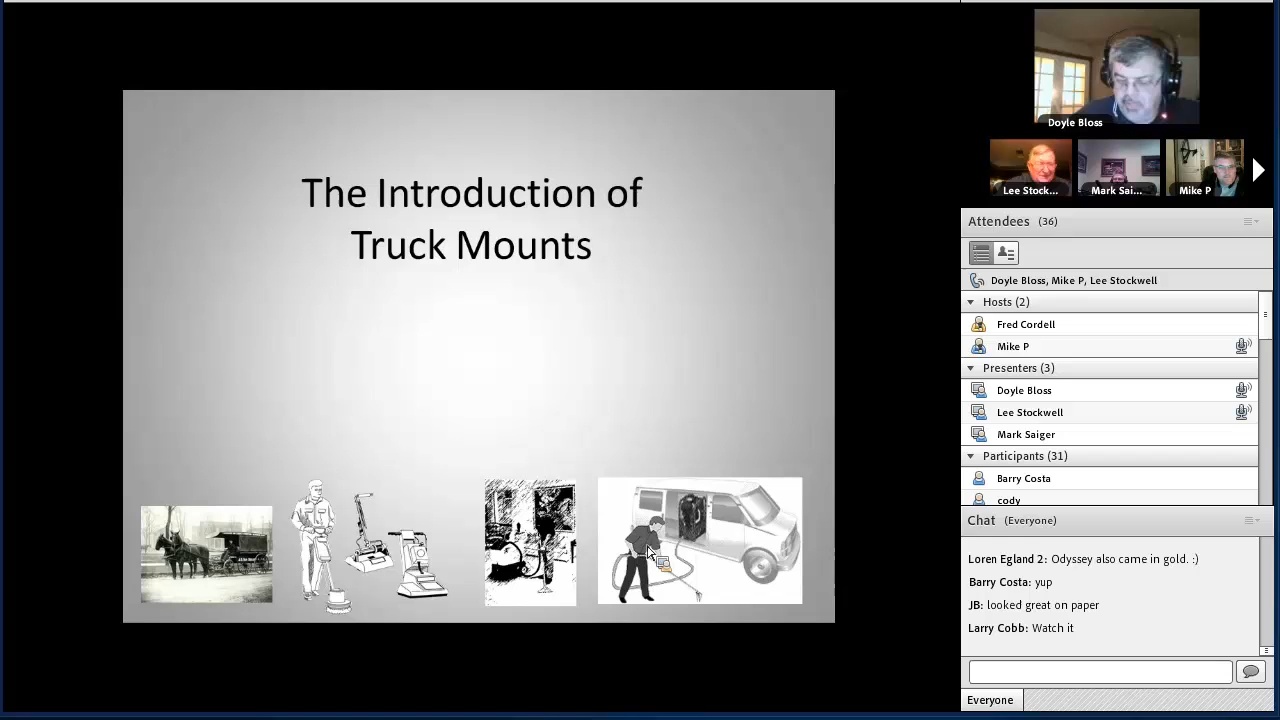 The Introduction of
Truck Mounts
Doyle Bloss
Lee Stock...
Mark Sai...
Mike P
Attendees (36)
Doyle Bloss, Mike P, Lee Stockwell
Hosts (2)
Fred Cordell
Mike P
Presenters (3)
Doyle Bloss
Lee Stockwell
Mark Saiger
Participants (31)
Barry Costa
cody
Chat (Everyone)
Loren Egland 2: Odyssey also came in gold. :)
Barry Costa: yup
JB: looked great on paper
Larry Cobb: Watch it
Everyone